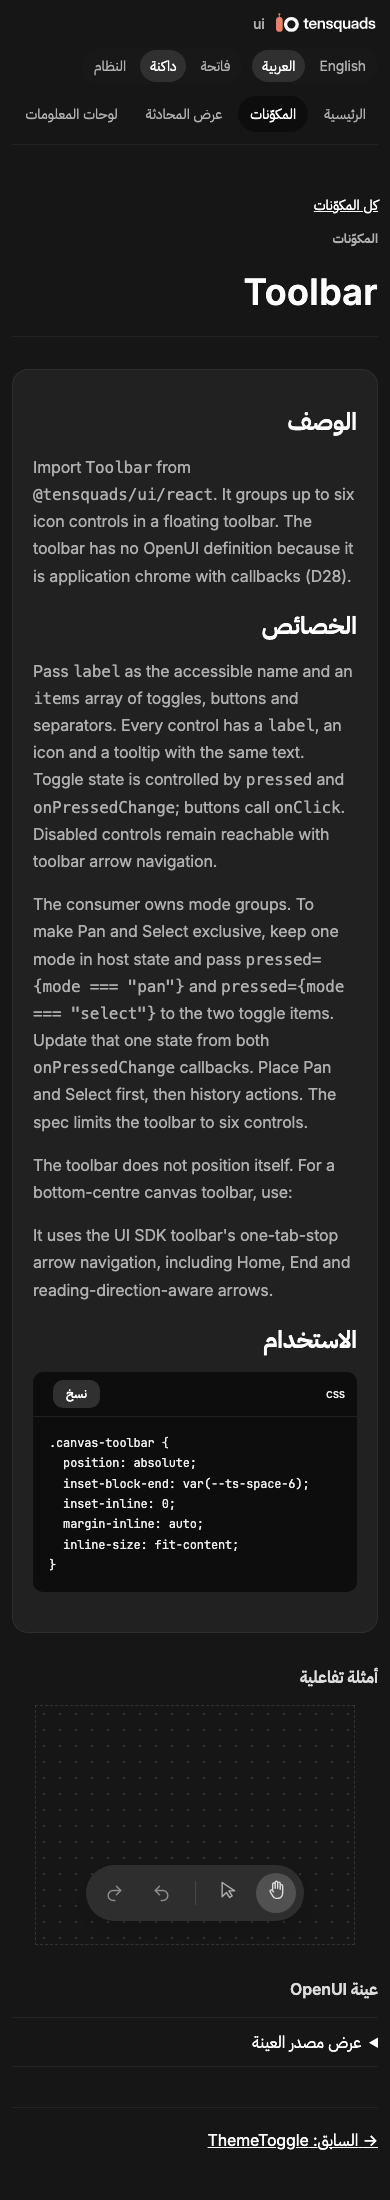 tensquads ui
English العربية فاتحة داكنة النظام
الرئيسية المكوّنات عرض المحادثة لوحات المعلومات
كل المكوّنات
المكوّنات
Toolbar
الوصف
Import Toolbar from
@tensquads/ui/react. It groups up to six
icon controls in a floating toolbar. The
toolbar has no OpenUI definition because it
is application chrome with callbacks (D28).
الخصائص
Pass label as the accessible name and an
items array of toggles, buttons and
separators. Every control has a label, an
icon and a tooltip with the same text.
Toggle state is controlled by pressed and
onPressedChange; buttons call onClick.
Disabled controls remain reachable with
toolbar arrow navigation.
The consumer owns mode groups. To
make Pan and Select exclusive, keep one
mode in host state and pass pressed=
{mode === "pan"} and pressed={mode
=== "select"} to the two toggle items.
Update that one state from both
onPressedChange callbacks. Place Pan
and Select first, then history actions. The
spec limits the toolbar to six controls.
The toolbar does not position itself. For a
bottom-centre canvas toolbar, use:
It uses the UI SDK toolbar's one-tab-stop
arrow navigation, including Home, End and
reading-direction-aware arrows.
الاستخدام
css نسخ
.canvas-toolbar {
  position: absolute;
  inset-block-end: var(--ts-space-6);
  inset-inline: 0;
  margin-inline: auto;
  inline-size: fit-content;
}
أمثلة تفاعلية
عينة OpenUI
◀ عرض مصدر العينة
→ السابق: ThemeToggle